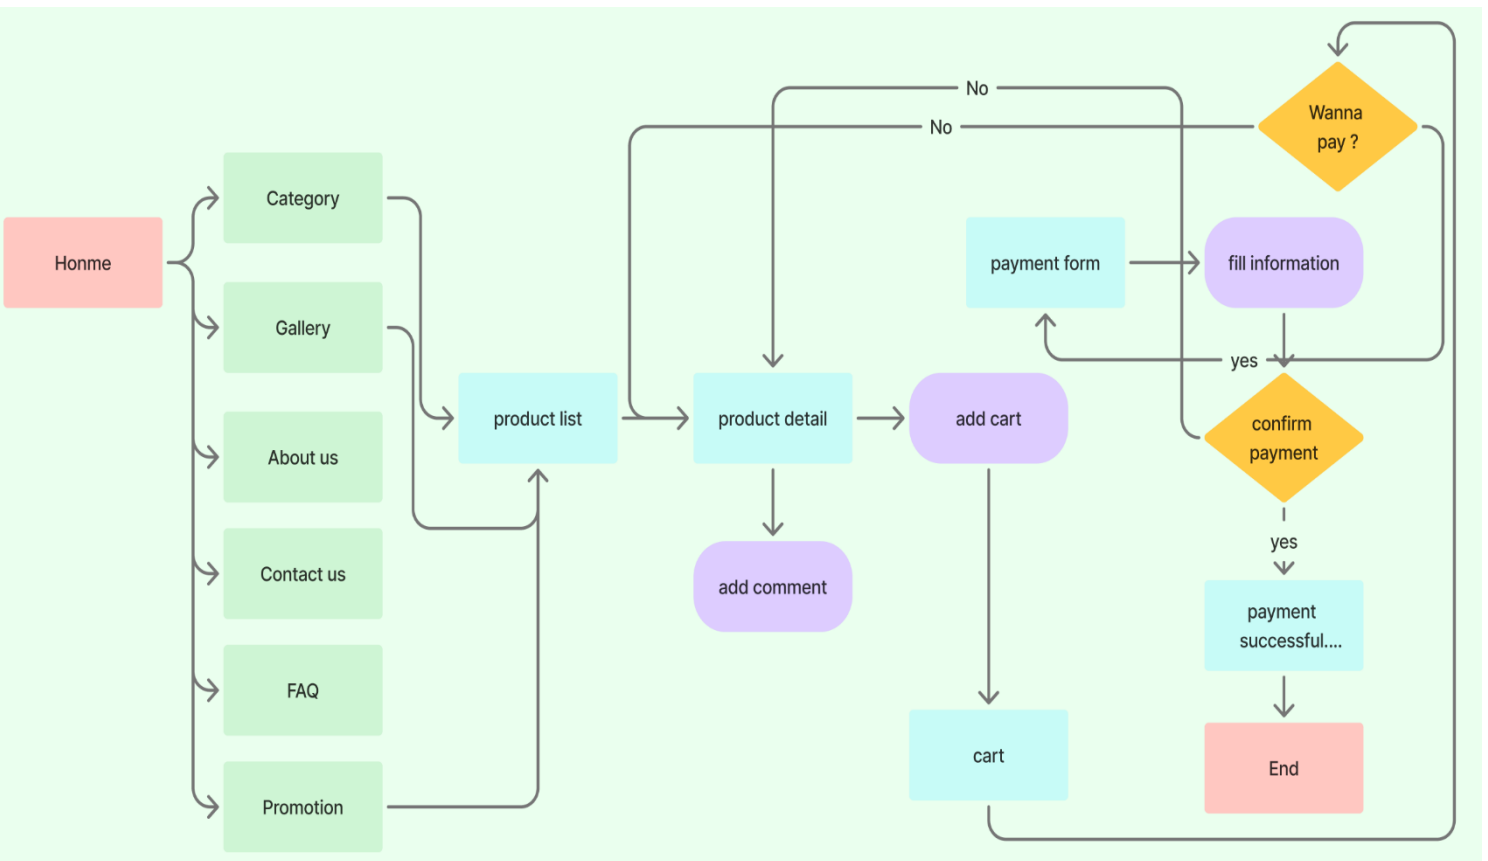 No
Wanna
pay ?
No
Category
Honme
payment form
fill information
Gallery
yes
product list
product detail
add cart
confirm
payment
About us
yes
Contact us
add comment
payment
successful....
FAQ
cart
End
Promotion